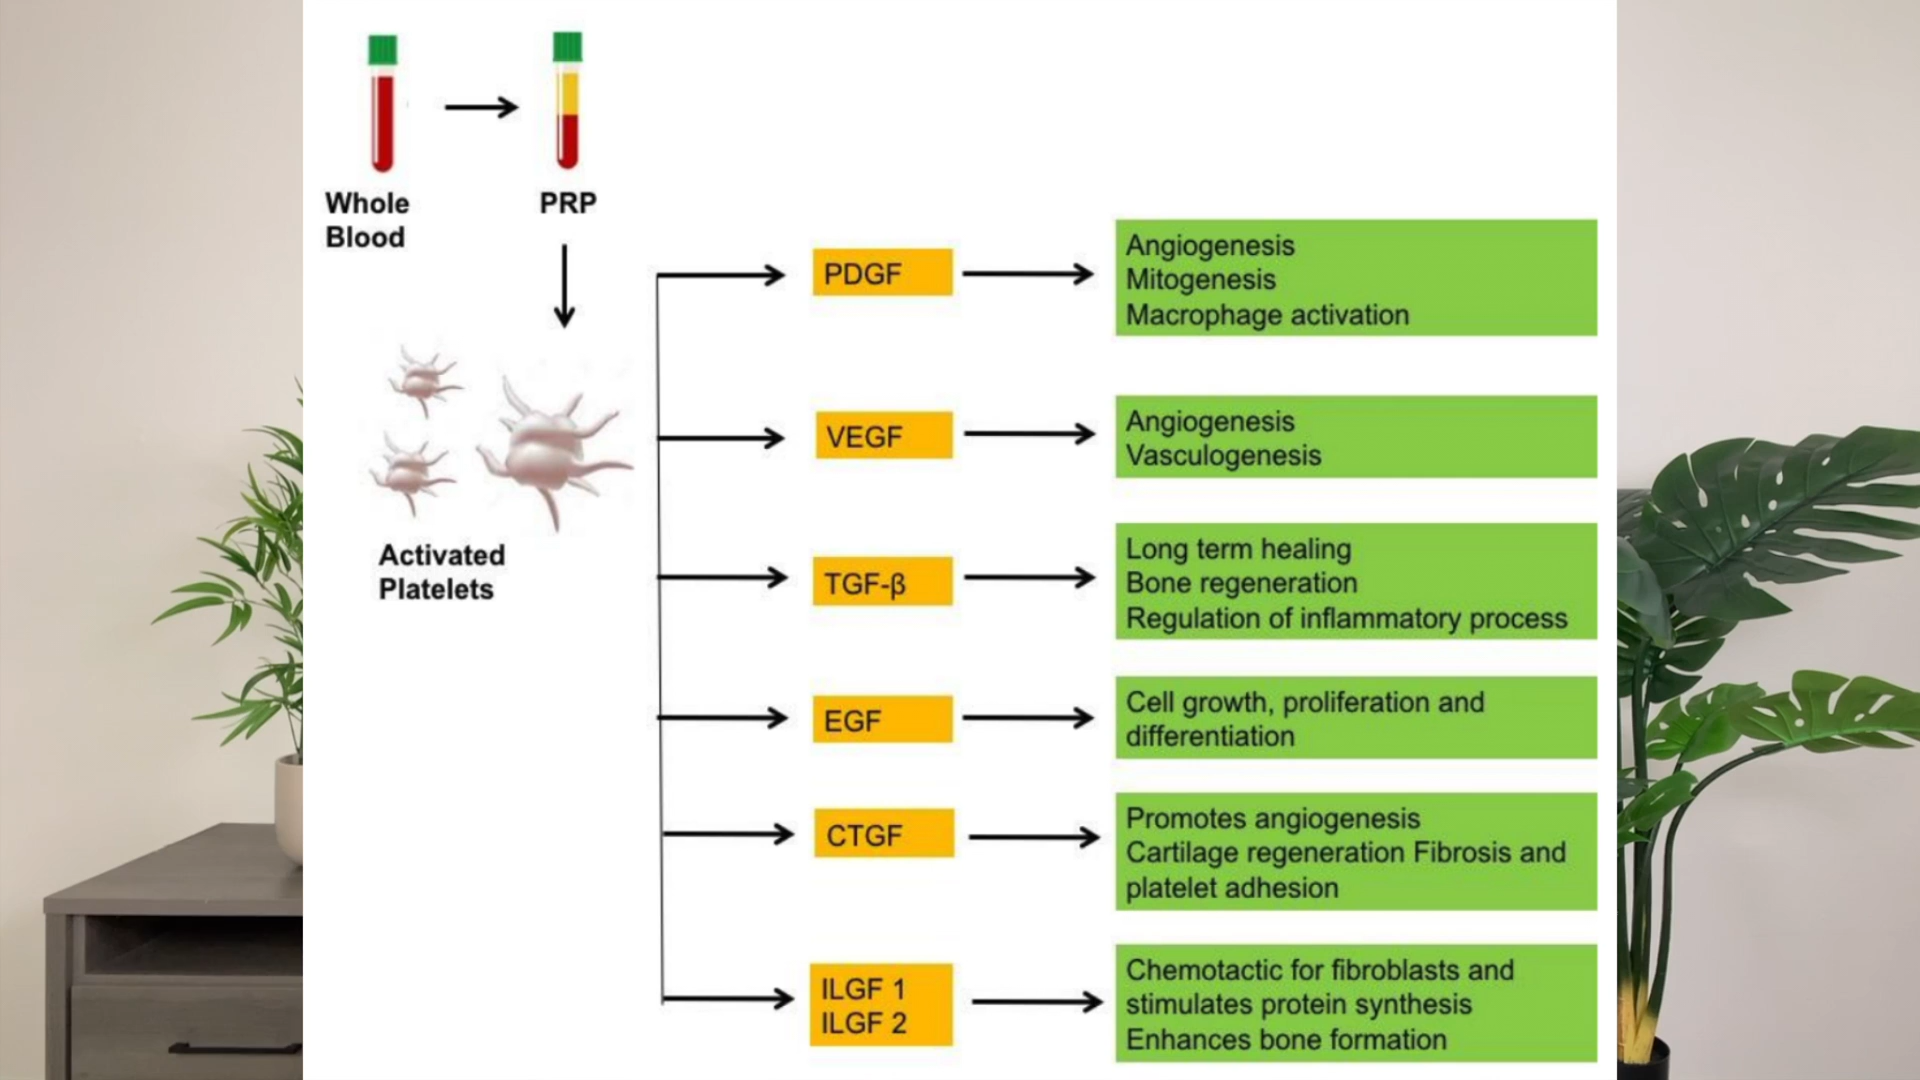 Whole
Blood
PRP
Activated
Platelets
PDGF
Angiogenesis
Mitogenesis
Macrophage activation
VEGF
Angiogenesis
Vasculogenesis
TGF-β
Long term healing
Bone regeneration
Regulation of inflammatory process
EGF
Cell growth, proliferation and
differentiation
CTGF
Promotes angiogenesis
Cartilage regeneration Fibrosis and
platelet adhesion
ILGF 1
ILGF 2
Chemotactic for fibroblasts and
stimulates protein synthesis
Enhances bone formation